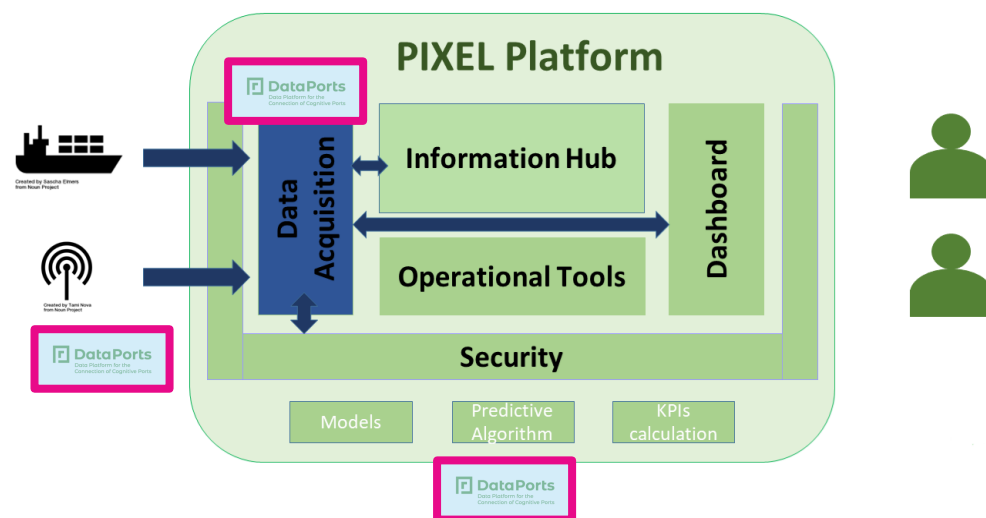 PIXEL Platform
DataPorts
Data Platform for the
Connection of Cognitive Ports
Created by Sascha Elmers
from Noun Project
Data
Acquisition
Information Hub
Dashboard
Created by Tami Nova
from Noun Project
Operational Tools
DataPorts
Data Platform for the
Connection of Cognitive Ports
Security
Models
Predictive
Algorithm
KPIs
calculation
DataPorts
Data Platform for the
Connection of Cognitive Ports